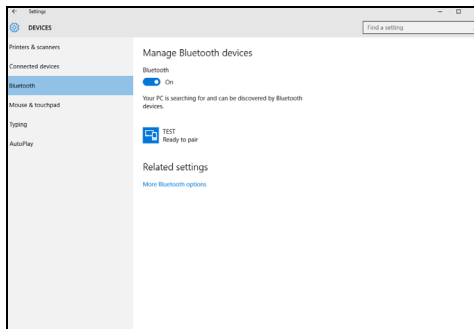 Settings
DEVICES
Find a setting
Printers & scanners
Connected devices
Bluetooth
Mouse & touchpad
Typing
AutoPlay
Manage Bluetooth devices
Bluetooth
On
Your PC is searching for and can be discovered by Bluetooth
devices.
TEST
Ready to pair
Related settings
More Bluetooth options